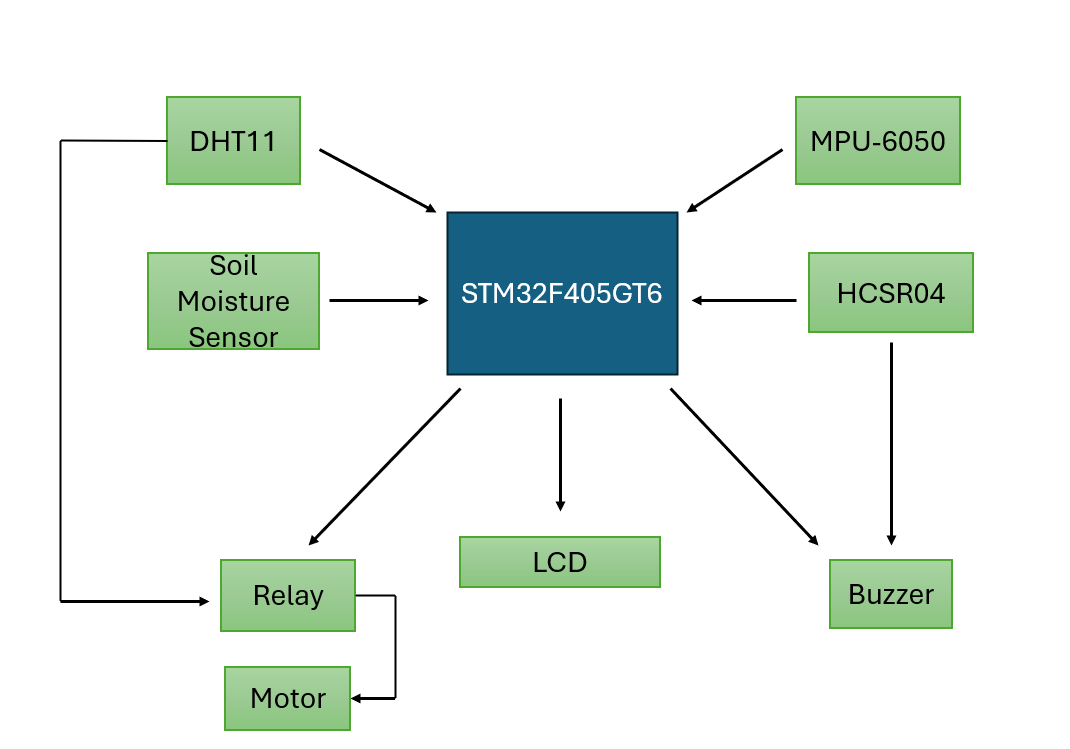 DHT11
MPU-6050
Soil
Moisture
Sensor
STM32F405GT6
HCSR04
LCD
Relay
Buzzer
Motor